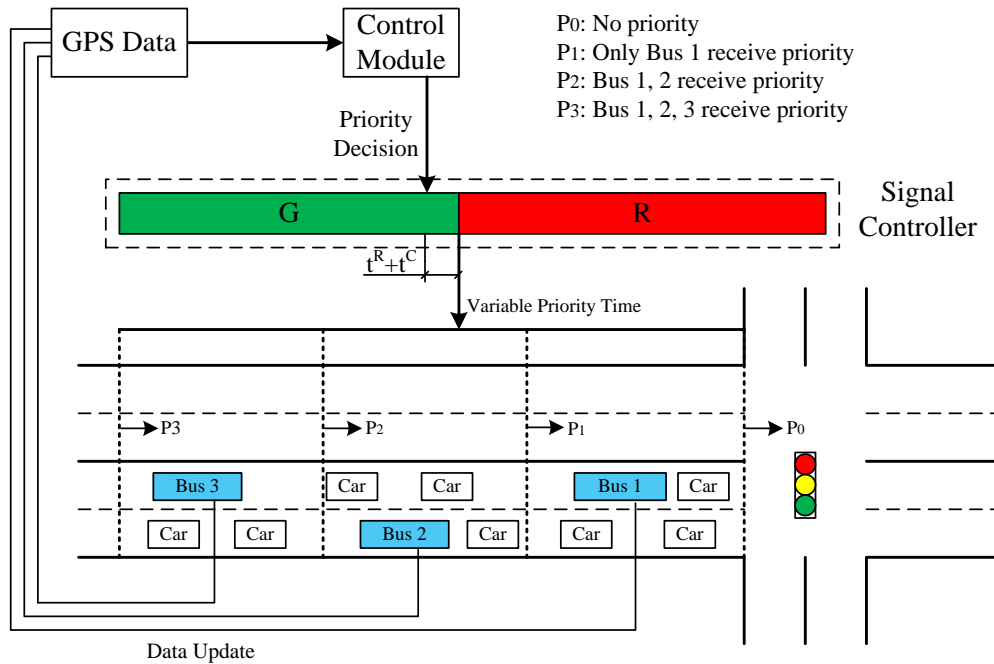 GPS Data
Control
Module
P0: No priority
P1: Only Bus 1 receive priority
P2: Bus 1, 2 receive priority
P3: Bus 1, 2, 3 receive priority
Priority
Decision
G
R
Signal
Controller
t^R+t^C
Variable Priority Time
P3
P2
P1
P0
Bus 3
Car
Car
Bus 1
Car
Car
Car
Bus 2
Car
Car
Car
Data Update